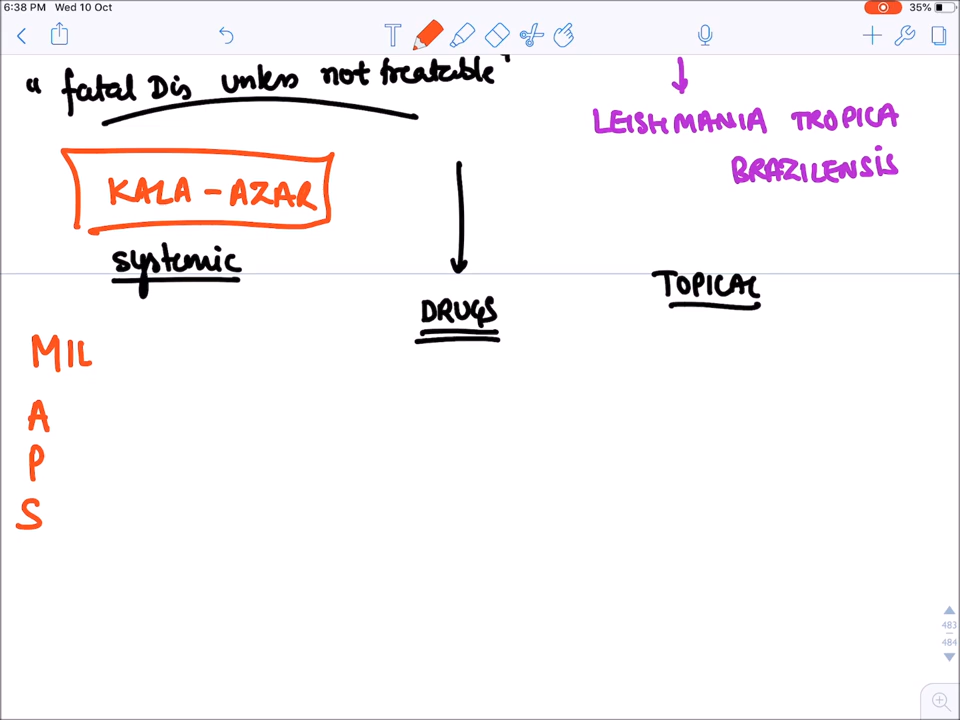 6:38 PM Wed 10 Oct
35%
T
" fatal Dis unless not treatable"
LEISHMANIA TROPICA
BRAZILENSIS
KALA - AZAR
systemic
TOPICAL
DRUGS
MIL
A
P
S
483
484